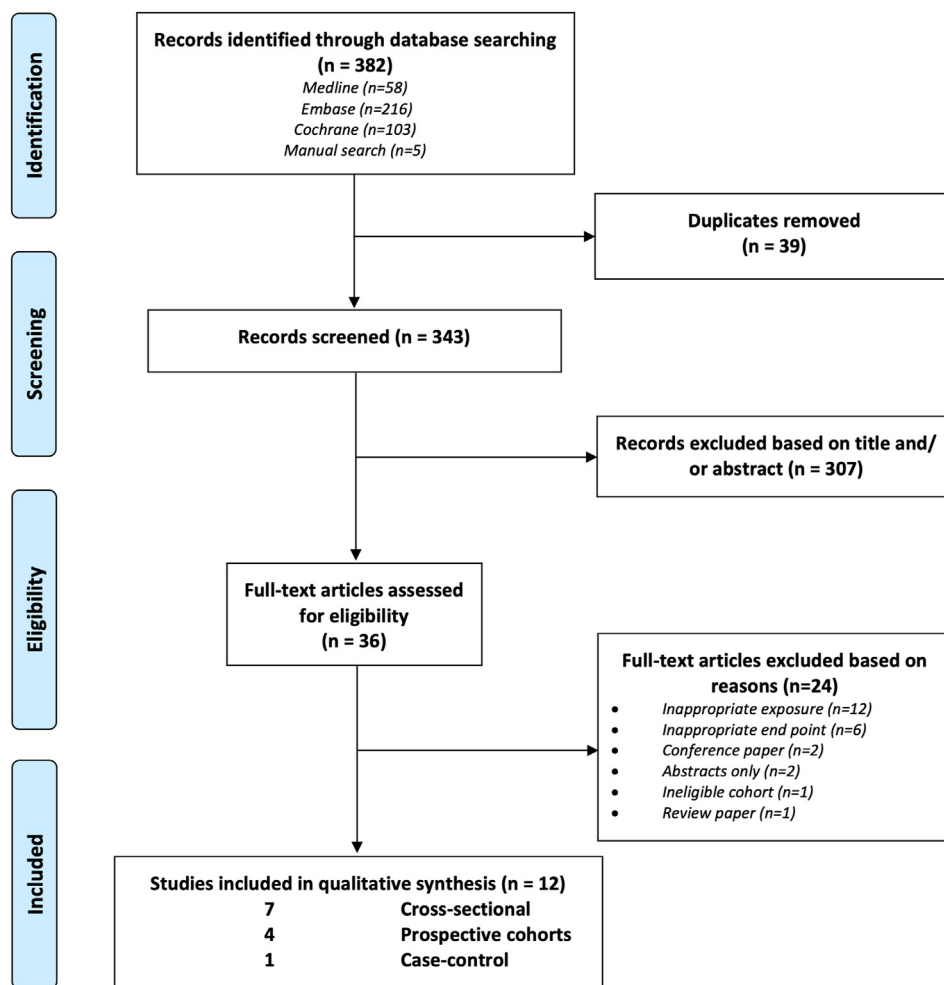 Identification
Records identified through database searching
(n = 382)
Medline (n=58)
Embase (n=216)
Cochrane (n=103)
Manual search (n=5)
Duplicates removed
(n = 39)
Screening
Records screened (n = 343)
Records excluded based on title and/
or abstract (n = 307)
Eligibility
Full-text articles assessed
for eligibility
(n = 36)
Full-text articles excluded based on
reasons (n=24)
• Inappropriate exposure (n=12)
• Inappropriate end point (n=6)
• Conference paper (n=2)
• Abstracts only (n=2)
• Ineligible cohort (n=1)
• Review paper (n=1)
Included
Studies included in qualitative synthesis (n = 12)
7 Cross-sectional
4 Prospective cohorts
1 Case-control